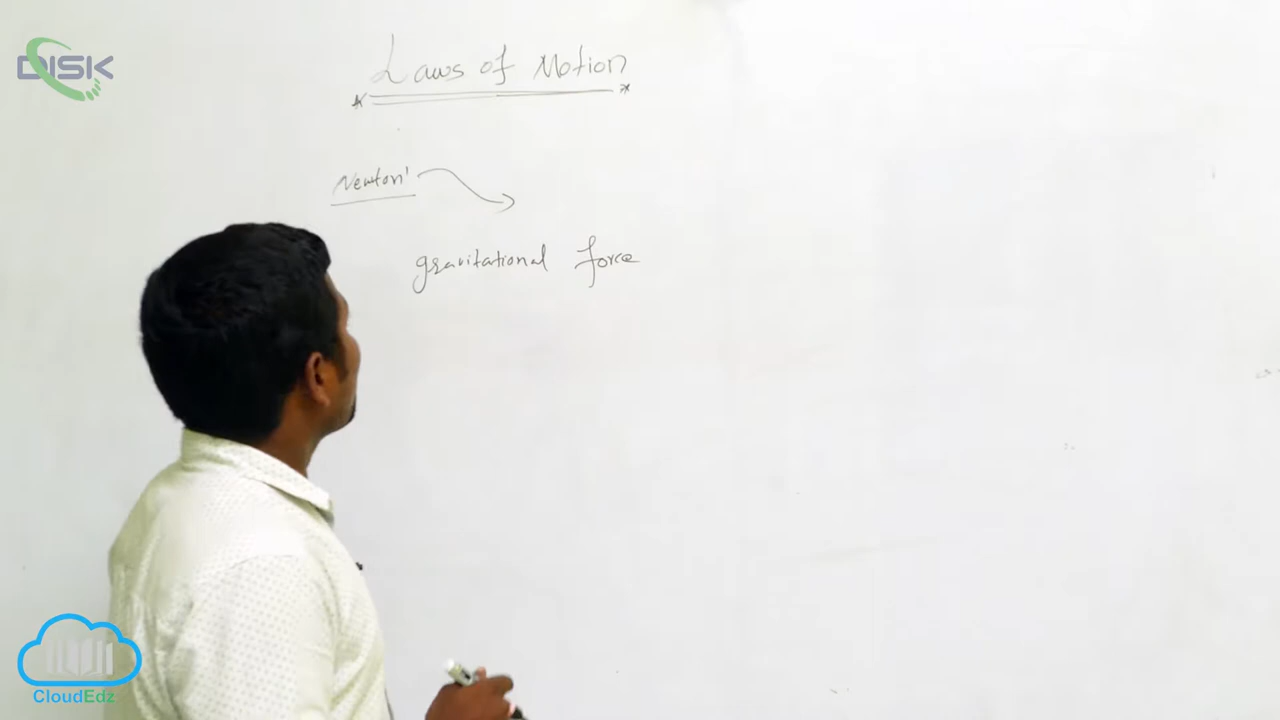 DISK
Laws of Motion
Newton'
gravitational force
CloudEdz